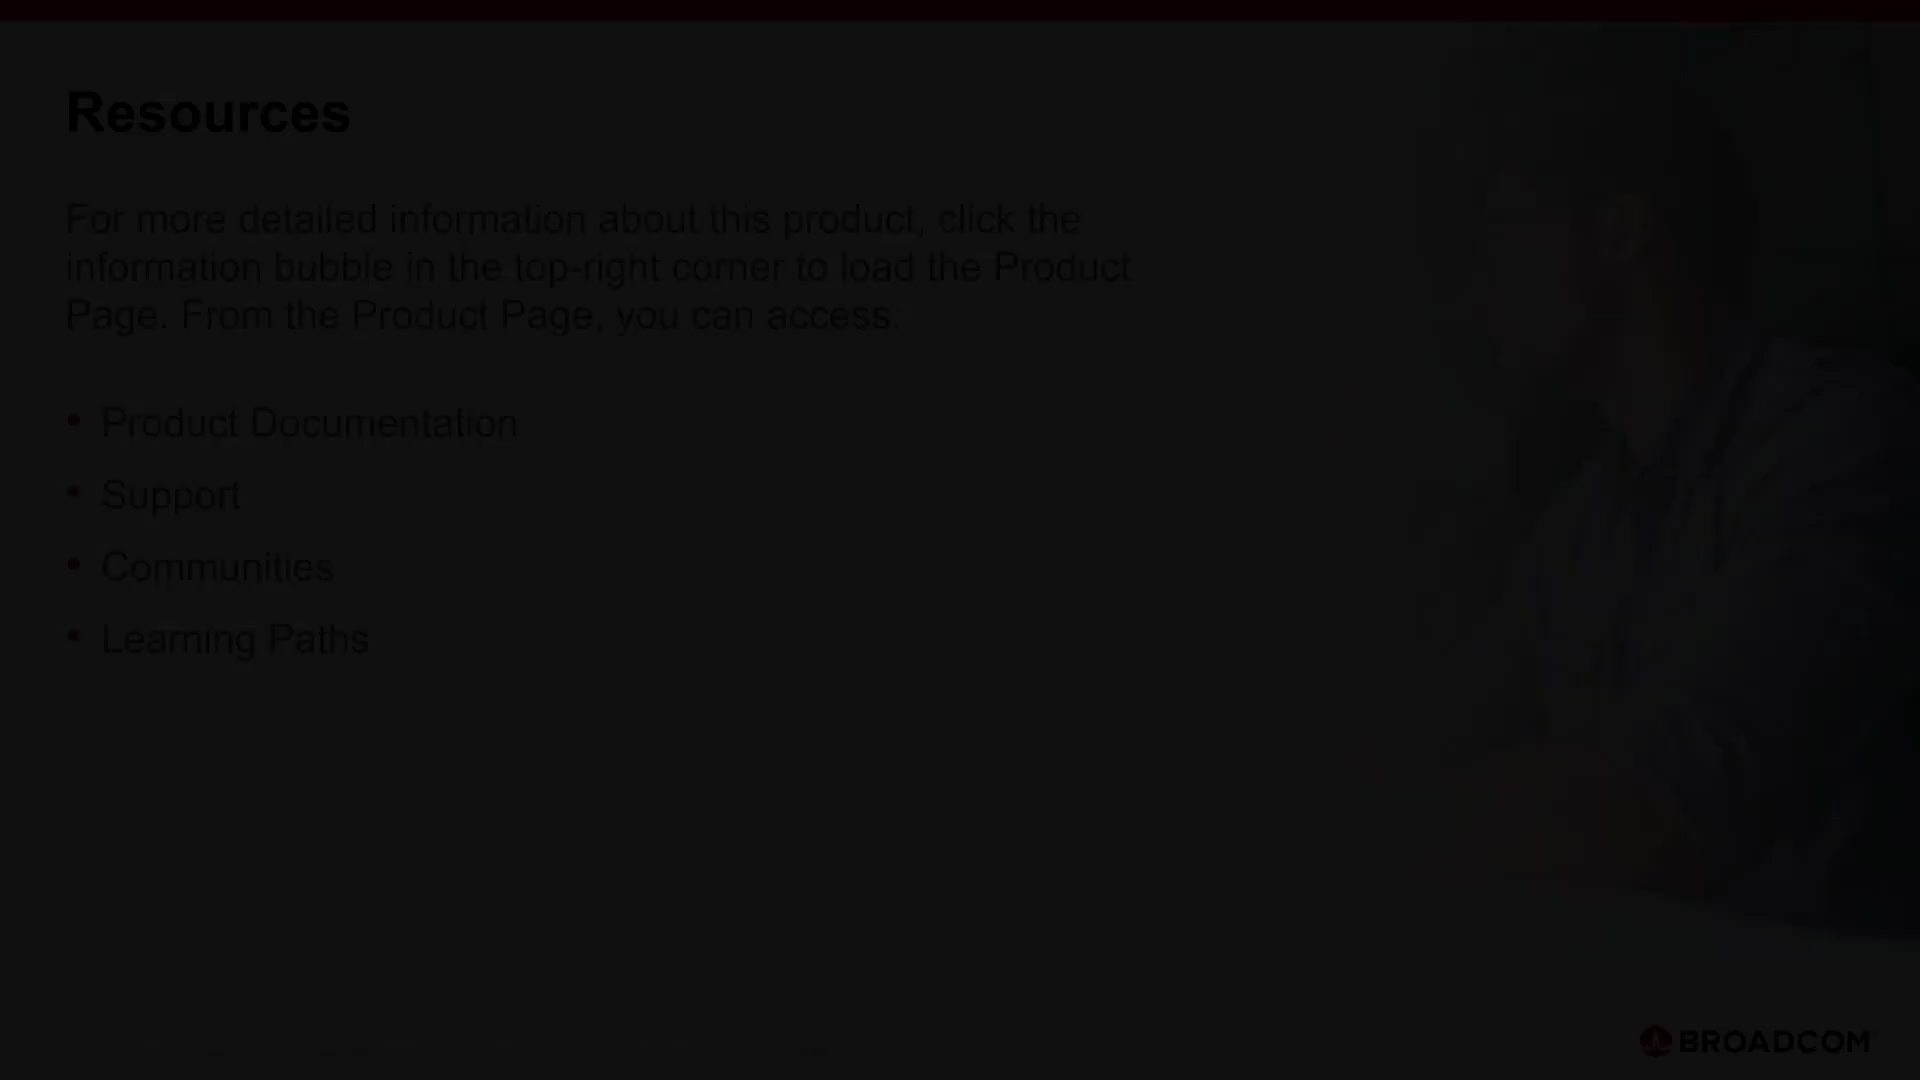 Resources
For more detailed information about this product, click the
information bubble in the top-right corner to load the Product
Page. From the Product Page, you can access:
• Product Documentation
• Support
• Communities
• Learning Paths
BROADCOM